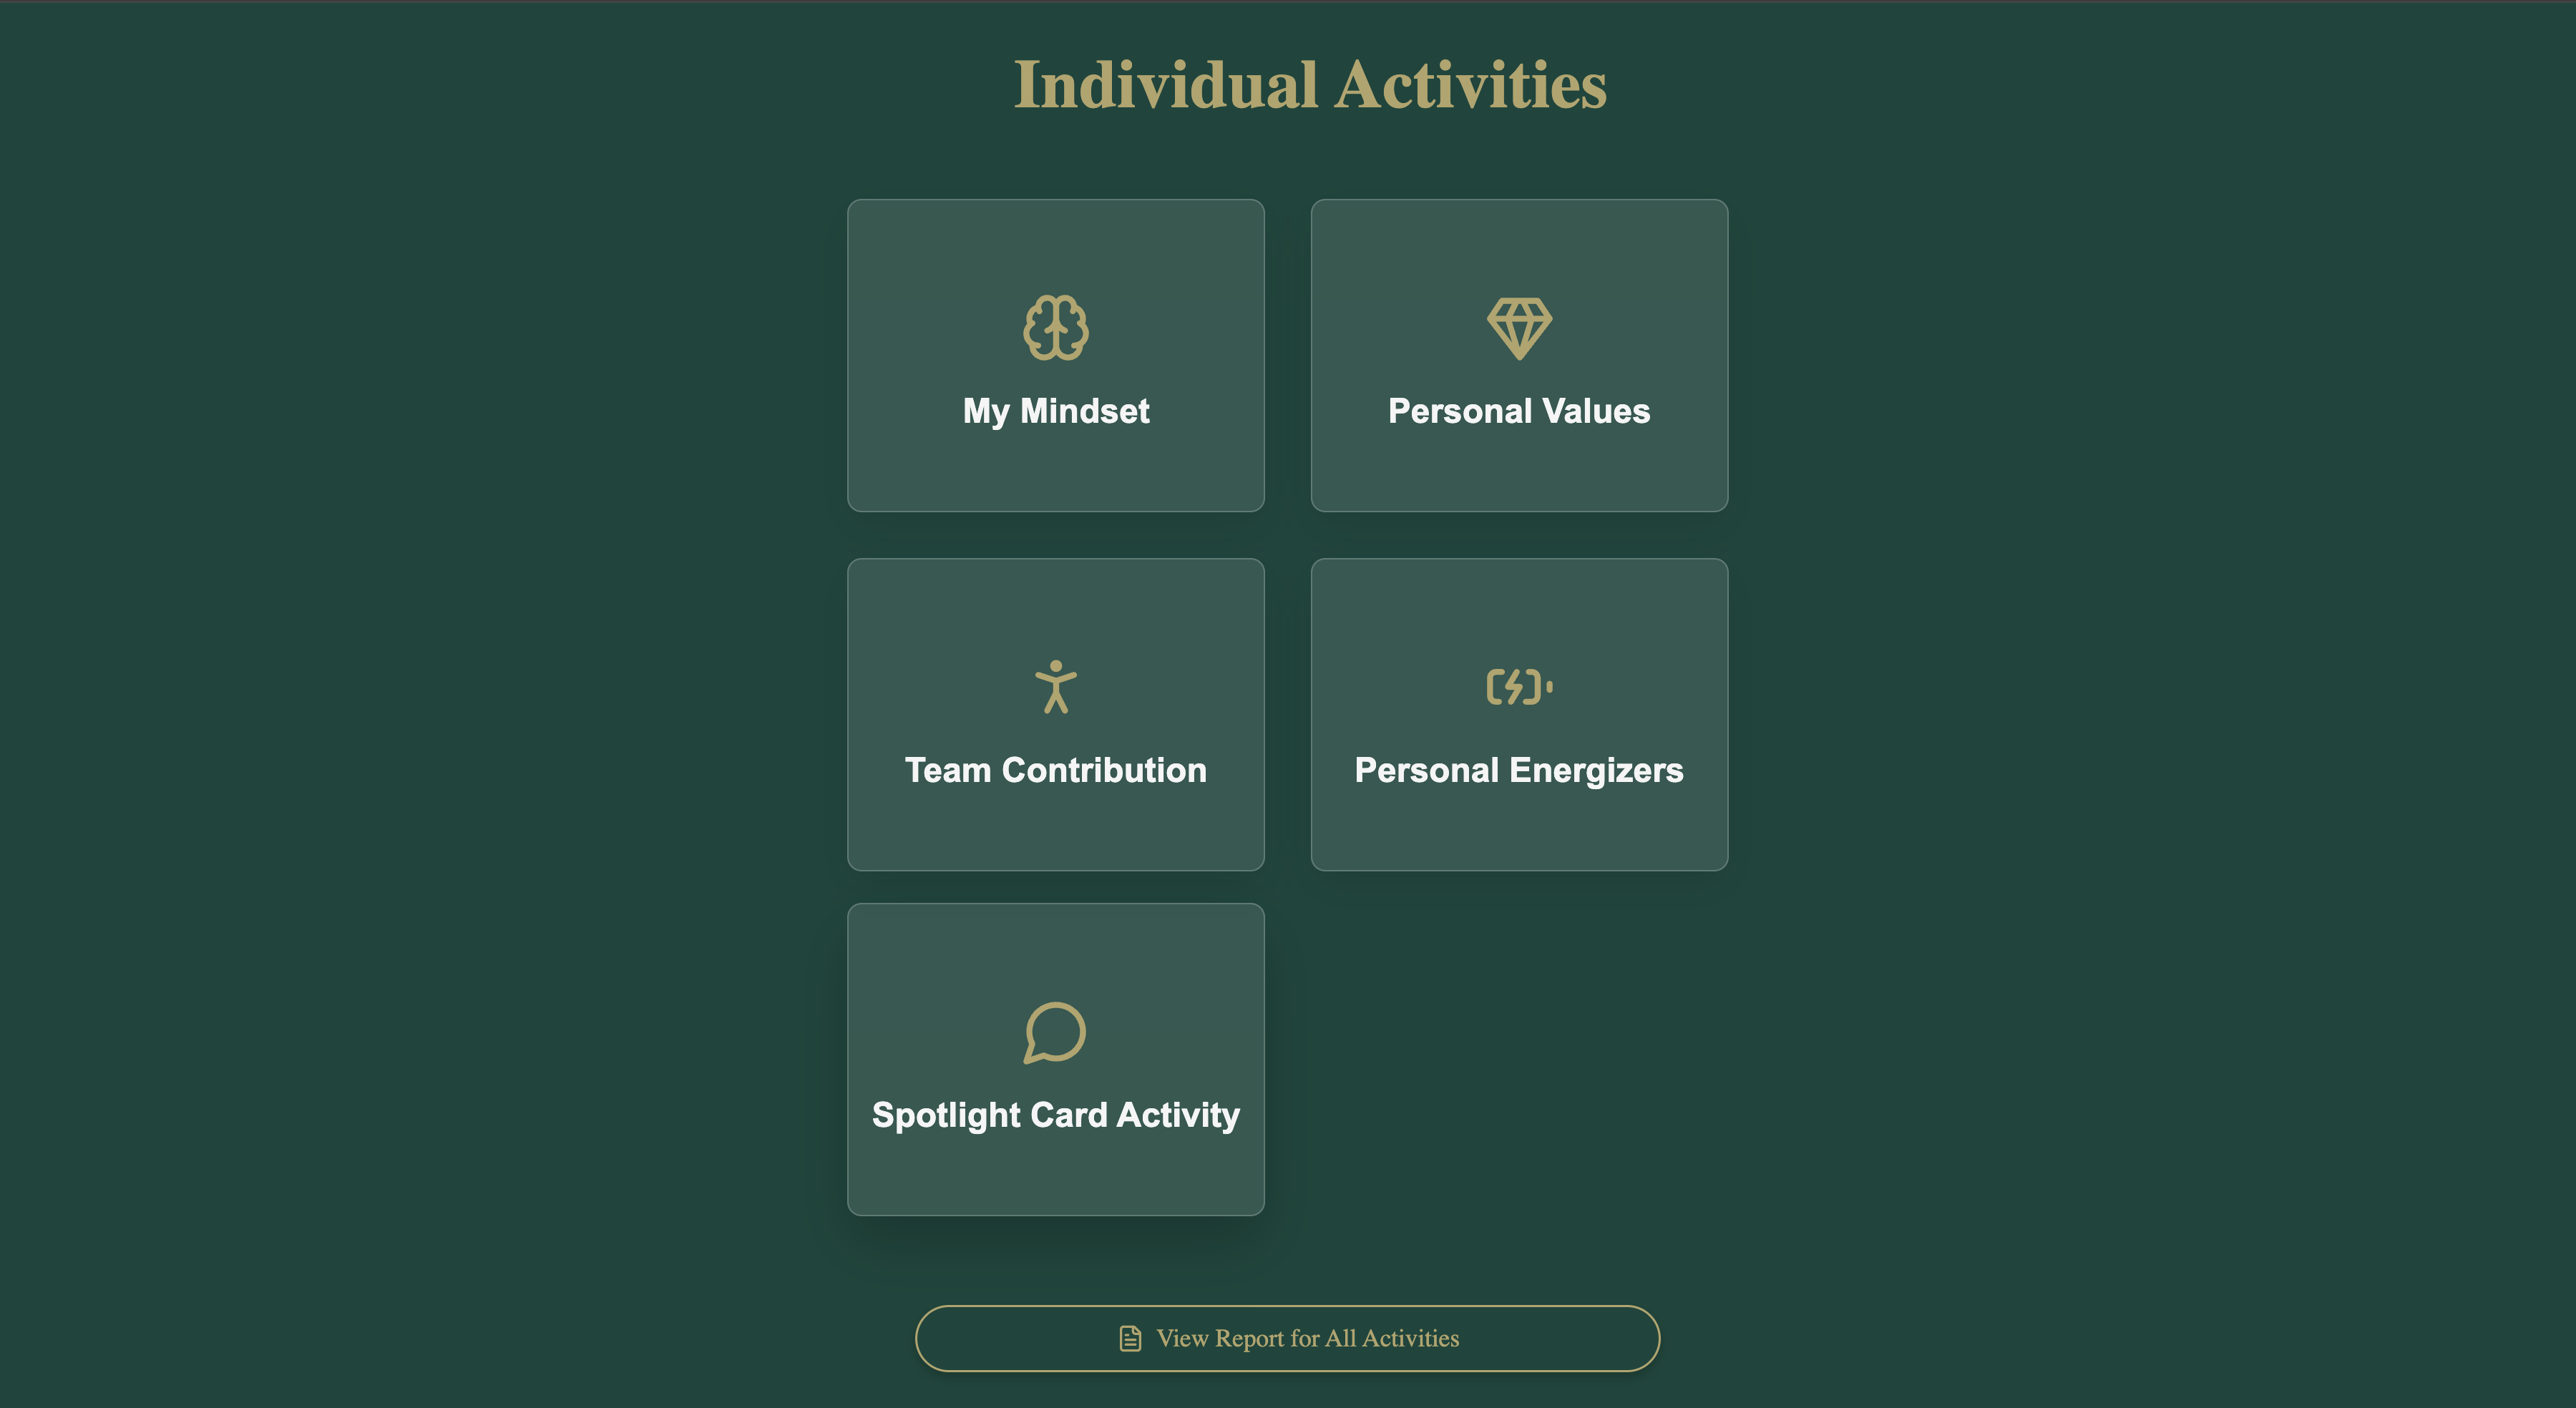 Individual Activities
My Mindset
Personal Values
Team Contribution
Personal Energizers
Spotlight Card Activity
View Report for All Activities